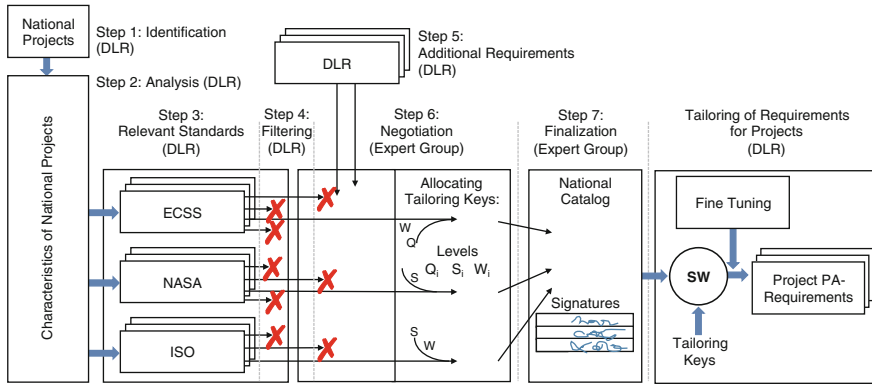 National
Projects
Step 1: Identification
(DLR)
Step 2: Analysis (DLR)
Characteristics of National Projects
Step 3:
Relevant Standards
(DLR)
Step 4:
Filtering
(DLR)
DLR
Step 5:
Additional Requirements
(DLR)
Step 6:
Negotiation
(Expert Group)
Step 7:
Finalization
(Expert Group)
Tailoring of Requirements
for Projects
(DLR)
ECSS
NASA
ISO
Allocating
Tailoring Keys:
W
Q
Levels
Qi Si Wi
S
S
W
National
Catalog
Signatures
Fine Tuning
SW
Project PA-
Requirements
Tailoring
Keys